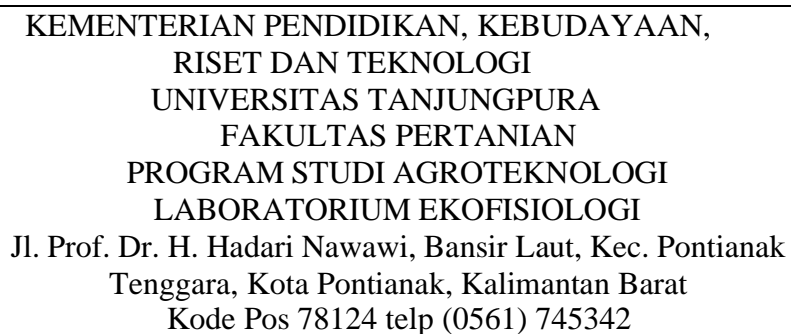 KEMENTERIAN PENDIDIKAN, KEBUDAYAAN,
RISET DAN TEKNOLOGI
UNIVERSITAS TANJUNGPURA
FAKULTAS PERTANIAN
PROGRAM STUDI AGROTEKNOLOGI
LABORATORIUM EKOFISIOLOGI
Jl. Prof. Dr. H. Hadari Nawawi, Bansir Laut, Kec. Pontianak
Tenggara, Kota Pontianak, Kalimantan Barat
Kode Pos 78124 telp (0561) 745342